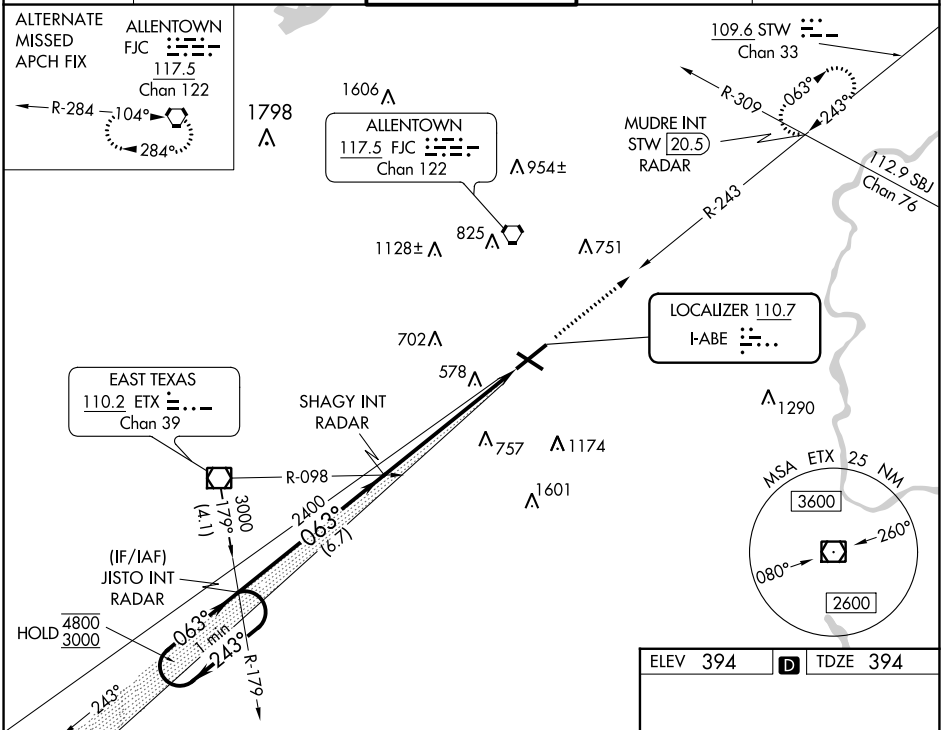 ALTERNATE
MISSED
APCH FIX
ALLENTOWN
FJC
117.5
Chan 122
R-284
104°
284°
1798
1606
ALLENTOWN
117.5 FJC
Chan 122
954±
825
1128±
751
109.6 STW
Chan 33
R-309
063°
243°
MUDRE INT
STW 20.5
RADAR
112.9 SBJ
Chan 76
R-243
LOCALIZER 110.7
I-ABE
702
578
EAST TEXAS
110.2 ETX
Chan 39
SHAGY INT
RADAR
R-098
757
1174
1601
1290
3000
179°
(4.1)
2400
063°
(6.7)
(IF/IAF)
JISTO INT
RADAR
HOLD 4800
3000
063°
1 min
243°
R-179
243°
MSA ETX 25 NM
3600
260°
080°
2600
ELEV 394 D TDZE 394